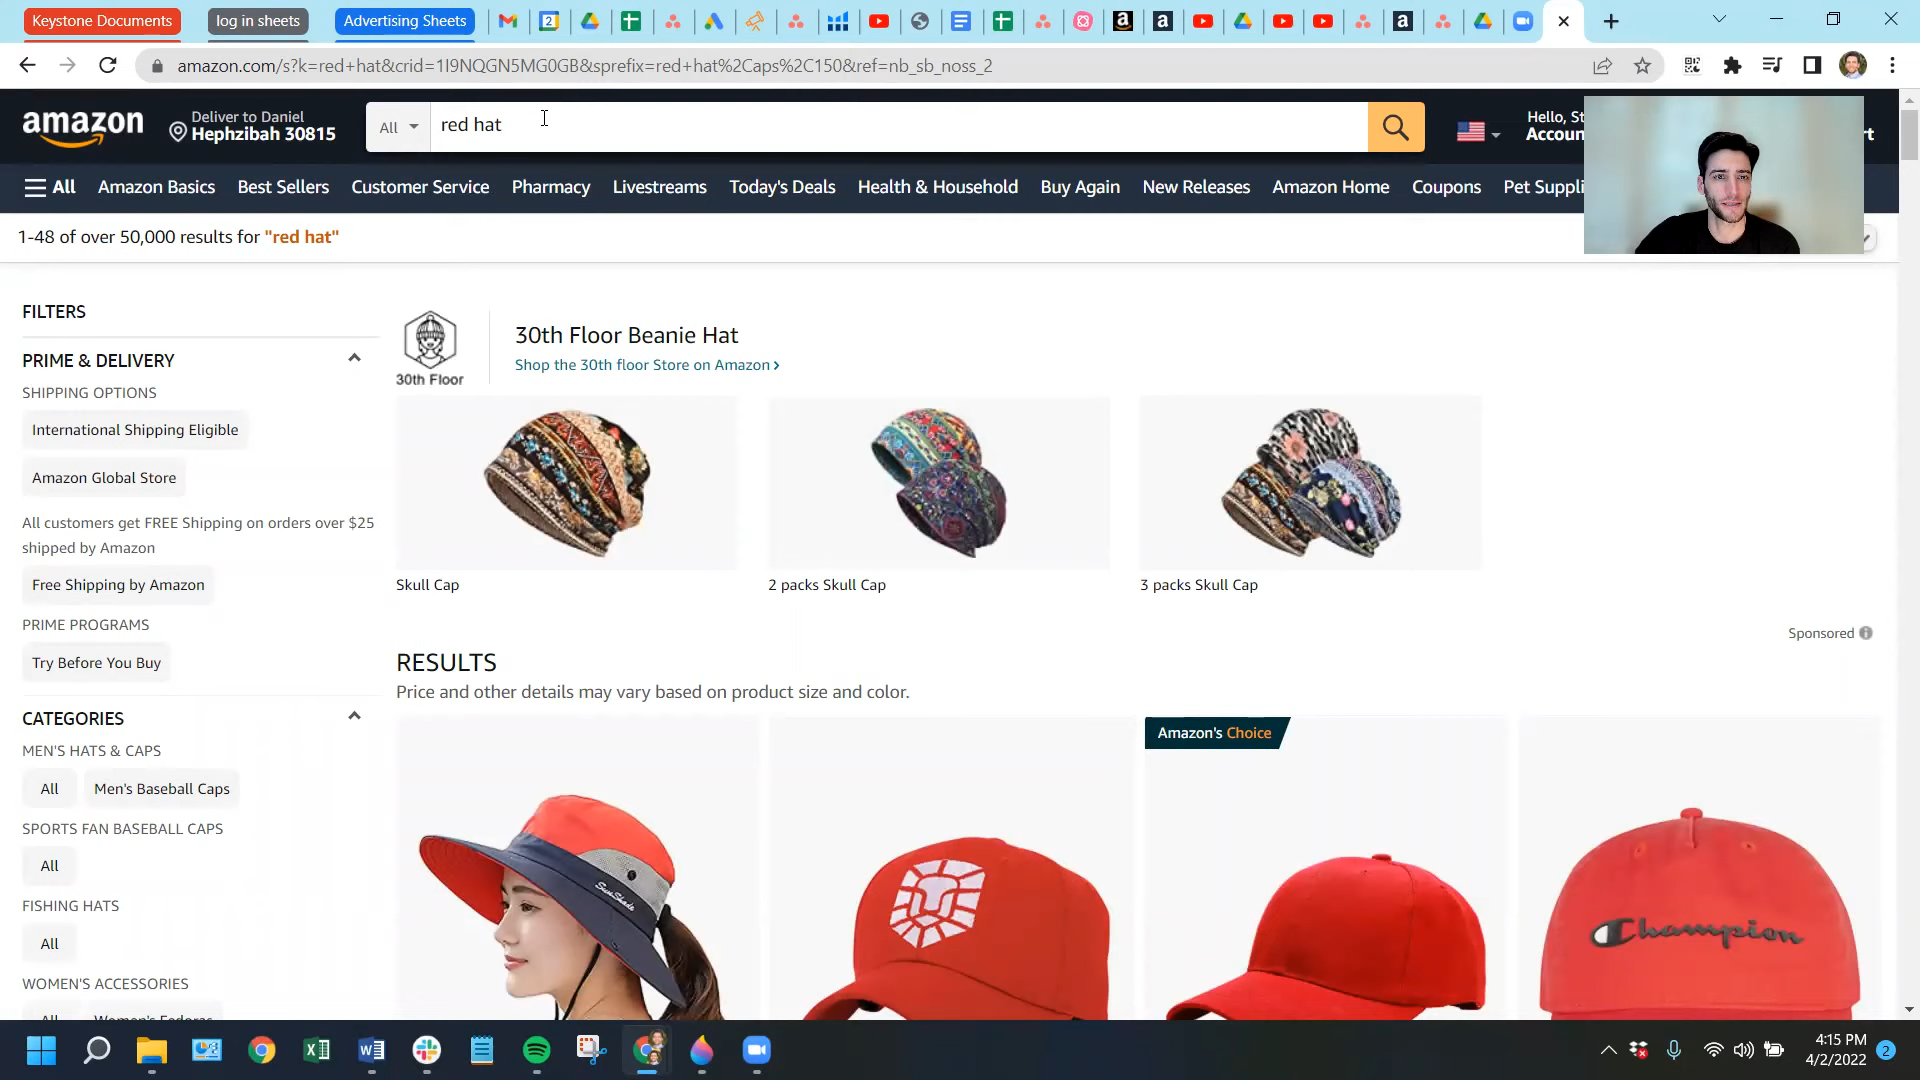 Keystone Documents
log in sheets
Advertising Sheets
amazon.com/s?k=red+hat&crid=1I9NQGN5MG0GB&sprefix=red+hat%2Caps%2C150&ref=nb_sb_noss_2
amazon
Deliver to Daniel
Hephzibah 30815
All
red hat
Hello, St
Accoun
All
Amazon Basics
Best Sellers
Customer Service
Pharmacy
Livestreams
Today's Deals
Health & Household
Buy Again
New Releases
Amazon Home
Coupons
Pet Suppli
1-48 of over 50,000 results for "red hat"
FILTERS
PRIME & DELIVERY
SHIPPING OPTIONS
International Shipping Eligible
Amazon Global Store
All customers get FREE Shipping on orders over $25
shipped by Amazon
Free Shipping by Amazon
PRIME PROGRAMS
Try Before You Buy
CATEGORIES
MEN'S HATS & CAPS
All
Men's Baseball Caps
SPORTS FAN BASEBALL CAPS
All
FISHING HATS
All
WOMEN'S ACCESSORIES
All
Women's Fedoras
30th Floor
30th Floor Beanie Hat
Shop the 30th floor Store on Amazon ›
Skull Cap
2 packs Skull Cap
3 packs Skull Cap
Sponsored
RESULTS
Price and other details may vary based on product size and color.
Amazon's Choice
Champion
4:15 PM
4/2/2022
2